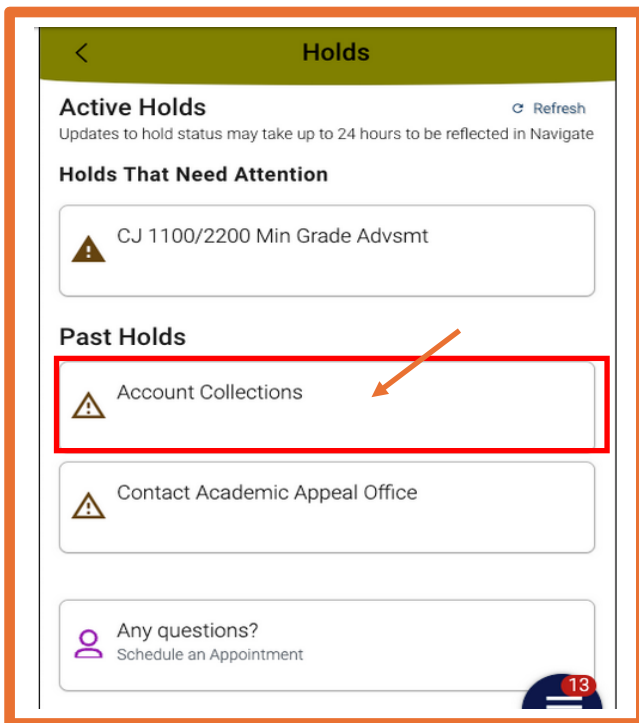 Holds
Active Holds
Refresh
Updates to hold status may take up to 24 hours to be reflected in Navigate
Holds That Need Attention
CJ 1100/2200 Min Grade Advsmt
Past Holds
Account Collections
Contact Academic Appeal Office
Any questions?
Schedule an Appointment
13